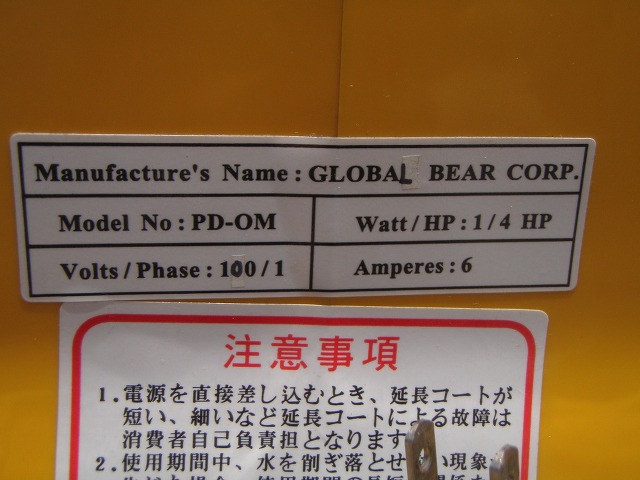 Manufacture's Name : GLOBAL BEAR CORP.
Model No : PD-OM
Watt / HP : 1 / 4 HP
Volts / Phase : 100 / 1
Amperes : 6
注意事項
1.電源を直接差し込むとき、延長コートが
短い、細いなど延長コートによる故障は
消費者自己負責担となります
2.使用期間中、水を削ぎ落とせ い現象